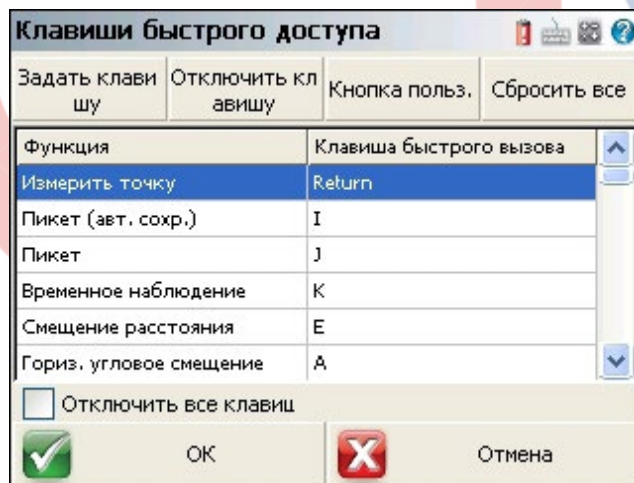 Клавиши быстрого доступа
Задать клави
шу
Отключить кл
авишу
Кнопка польз.
Сбросить все
Функция Клавиша быстрого вызова
Измерить точку Return
Пикет (авт. сохр.) I
Пикет J
Временное наблюдение K
Смещение расстояния E
Гориз. угловое смещение A
Отключить все клавиш
ОК Отмена